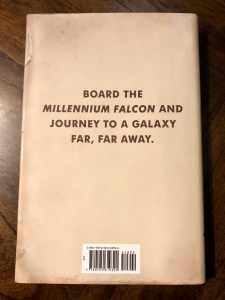 BOARD THE
MILLENNIUM FALCON AND
JOURNEY TO A GALAXY
FAR, FAR AWAY.